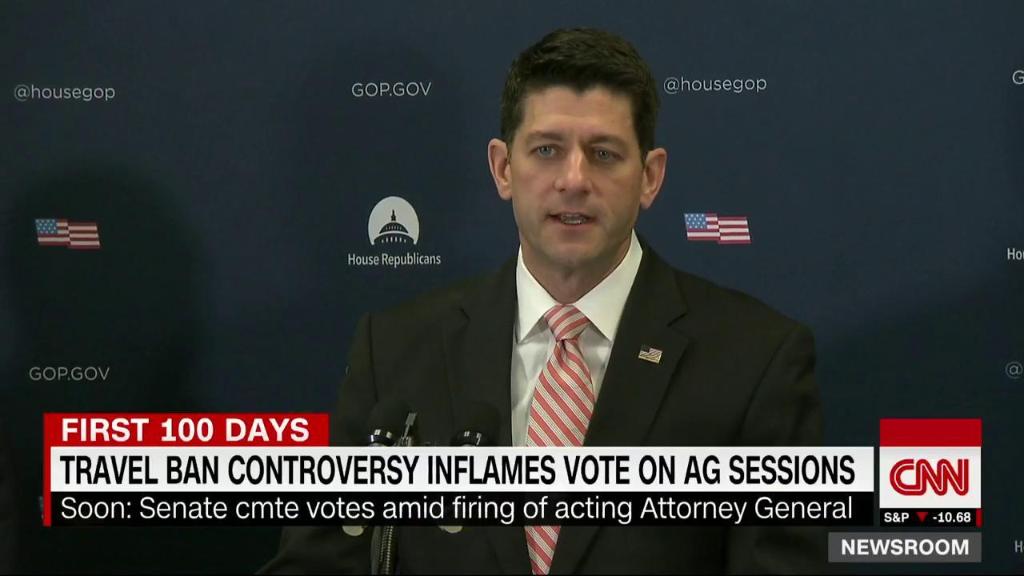 @housegop
GOP.GOV
@housegop
House Republicans
GOP.GOV
FIRST 100 DAYS
TRAVEL BAN CONTROVERSY INFLAMES VOTE ON AG SESSIONS
Soon: Senate cmte votes amid firing of acting Attorney General
CNN
S&P ▼ -10.68
NEWSROOM